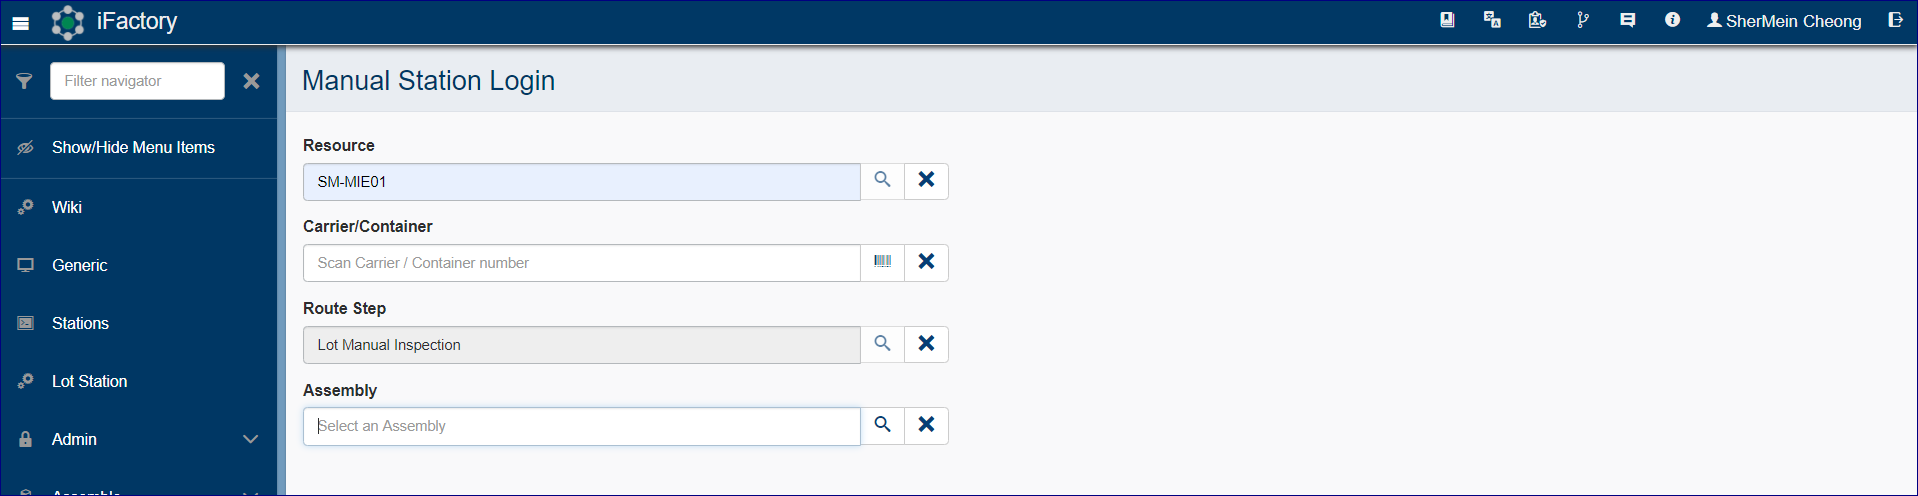 iFactory
SherMein Cheong
Filter navigator
Show/Hide Menu Items
Wiki
Generic
Stations
Lot Station
Admin
Manual Station Login
Resource
SM-MIE01
Carrier/Container
Scan Carrier / Container number
Route Step
Lot Manual Inspection
Assembly
Select an Assembly